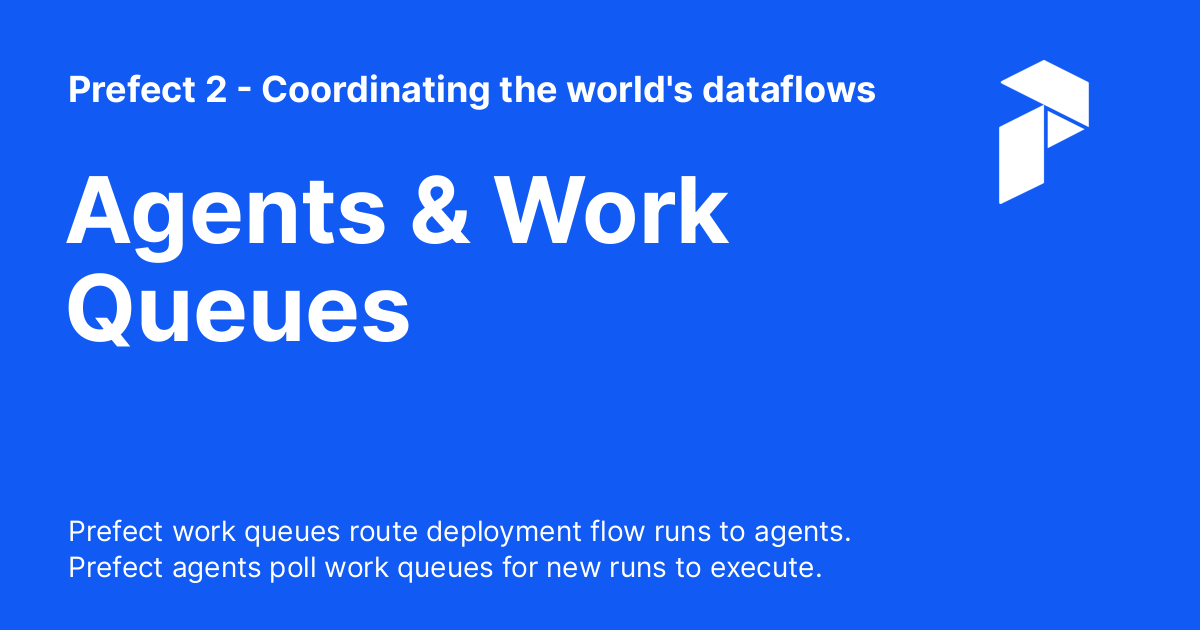 Prefect 2 - Coordinating the world's dataflows
Agents & Work
Queues
Prefect work queues route deployment flow runs to agents.
Prefect agents poll work queues for new runs to execute.